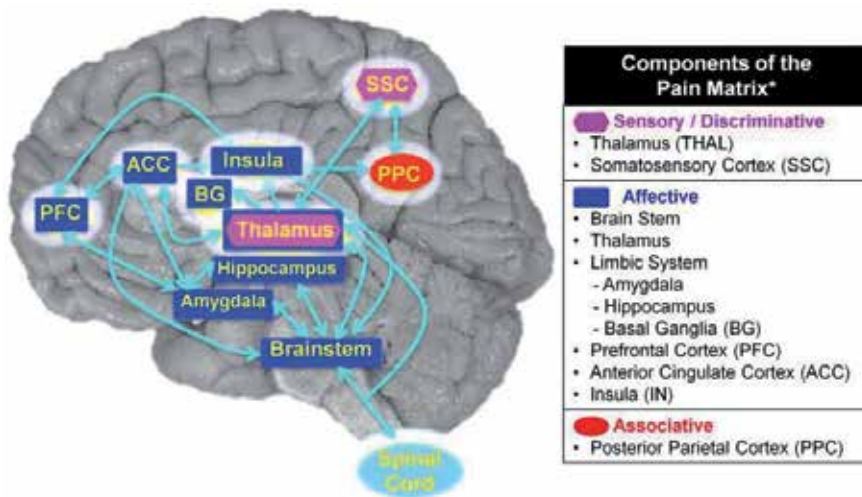 SSC
ACC
Insula
BG
PPC
PFC
Thalamus
Hippocampus
Amygdala
Brainstem
Spinal
Cord
Components of the
Pain Matrix*
Sensory / Discriminative
• Thalamus (THAL)
• Somatosensory Cortex (SSC)
Affective
• Brain Stem
• Thalamus
• Limbic System
- Amygdala
- Hippocampus
- Basal Ganglia (BG)
• Prefrontal Cortex (PFC)
• Anterior Cingulate Cortex (ACC)
• Insula (IN)
Associative
• Posterior Parietal Cortex (PPC)